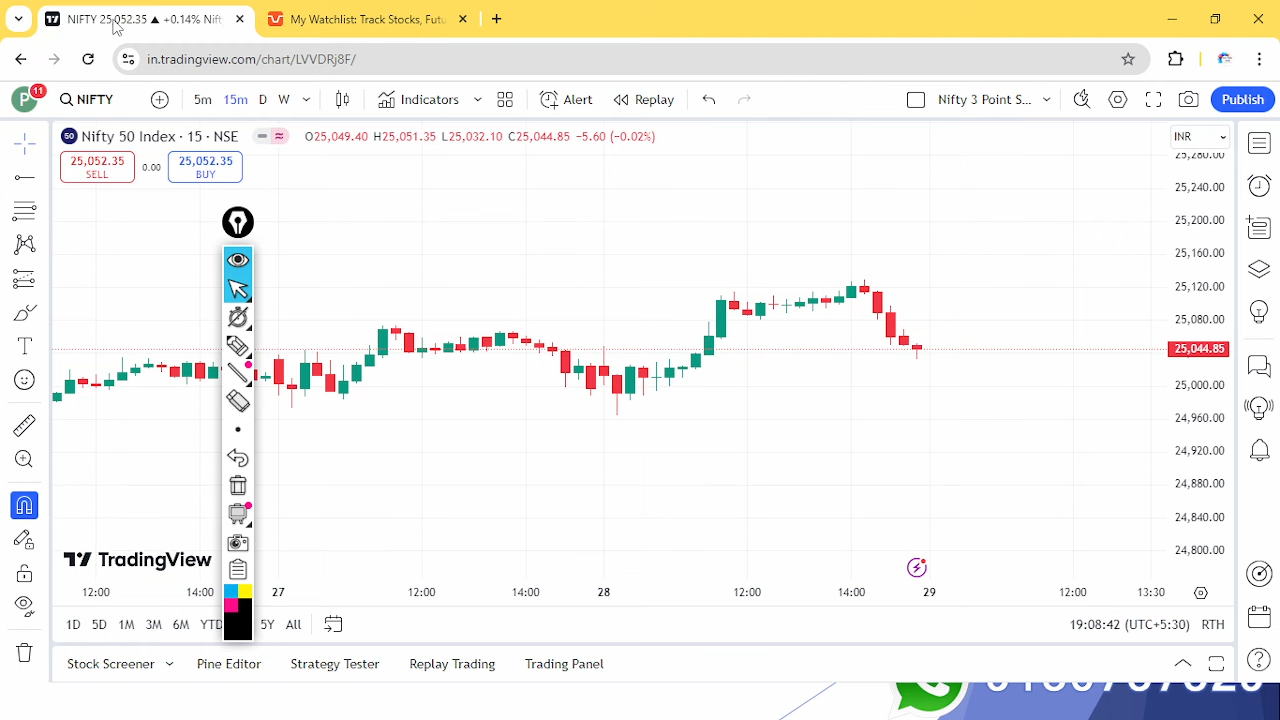 NIFTY 25,052.35 ▲ +0.14% Nift
My Watchlist: Track Stocks, Futu
in.tradingview.com/chart/LVVDRj8F/
P
11
NIFTY
5m
15m
D
W
Indicators
Alert
Replay
Nifty 3 Point S...
Publish
50
Nifty 50 Index · 15 · NSE
O25,049.40 H25,051.35 L25,032.10 C25,044.85 −5.60 (−0.02%)
INR
25,052.35
SELL
0.00
25,052.35
BUY
25,280.00
25,240.00
25,200.00
25,160.00
25,120.00
25,080.00
25,044.85
25,000.00
24,960.00
24,920.00
24,880.00
24,840.00
24,800.00
TradingView
12:00
14:00
27
12:00
14:00
28
12:00
14:00
29
12:00
13:30
1D
5D
1M
3M
6M
YTD
5Y
All
19:08:42 (UTC+5:30)
RTH
Stock Screener
Pine Editor
Strategy Tester
Replay Trading
Trading Panel